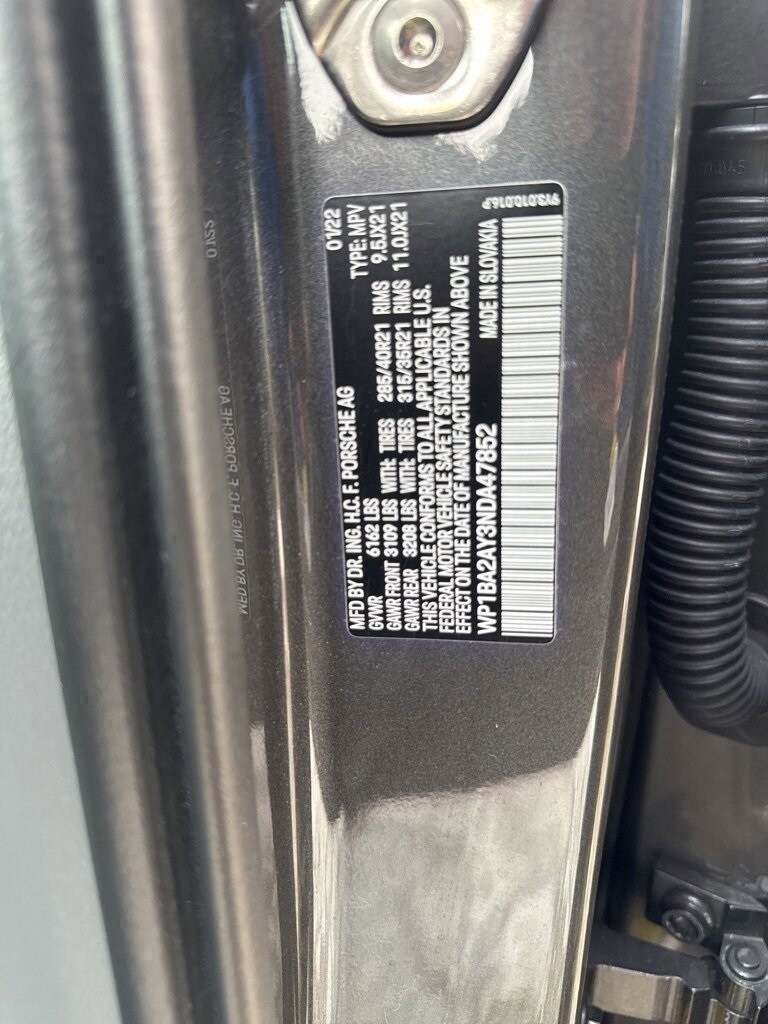 MFD BY DR. ING. H.C. F. PORSCHE AG 01/22
GVWR 6162 LBS TYPE: MPV
GAWR FRONT 3109 LBS WITH: TIRES 285/40R21 RIMS 9.5JX21
GAWR REAR 3208 LBS WITH: TIRES 315/35R21 RIMS 11.0JX21
THIS VEHICLE CONFORMS TO ALL APPLICABLE U.S.
FEDERAL MOTOR VEHICLE SAFETY STANDARDS IN
EFFECT ON THE DATE OF MANUFACTURE SHOWN ABOVE
WP1BA2AY3NDA47852 MADE IN SLOVAKIA
9Y3.010.016.P